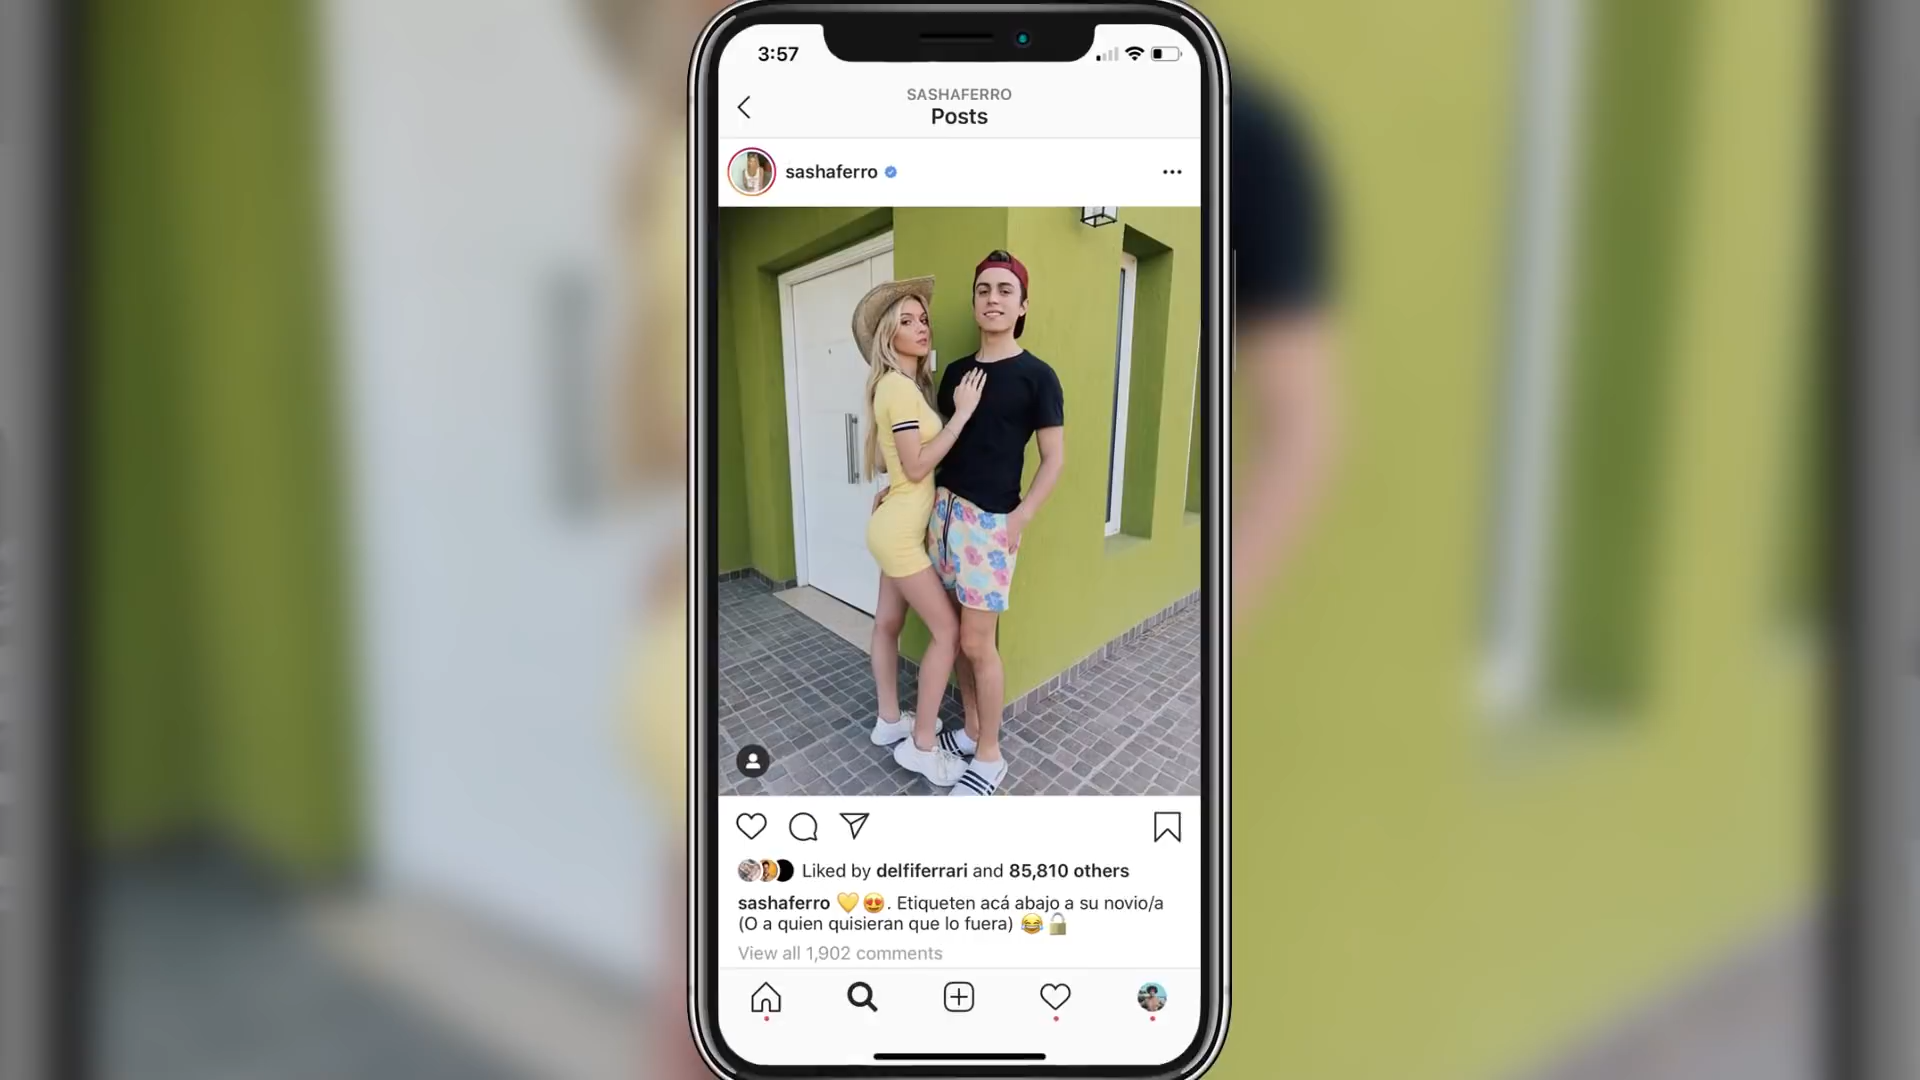 3:57
SASHAFERRO
Posts
sashaferro
Liked by delfiferrari and 85,810 others
sashaferro 💛😍. Etiqueten acá abajo a su novio/a
(O a quien quisieran que lo fuera) 😂🔓
View all 1,902 comments